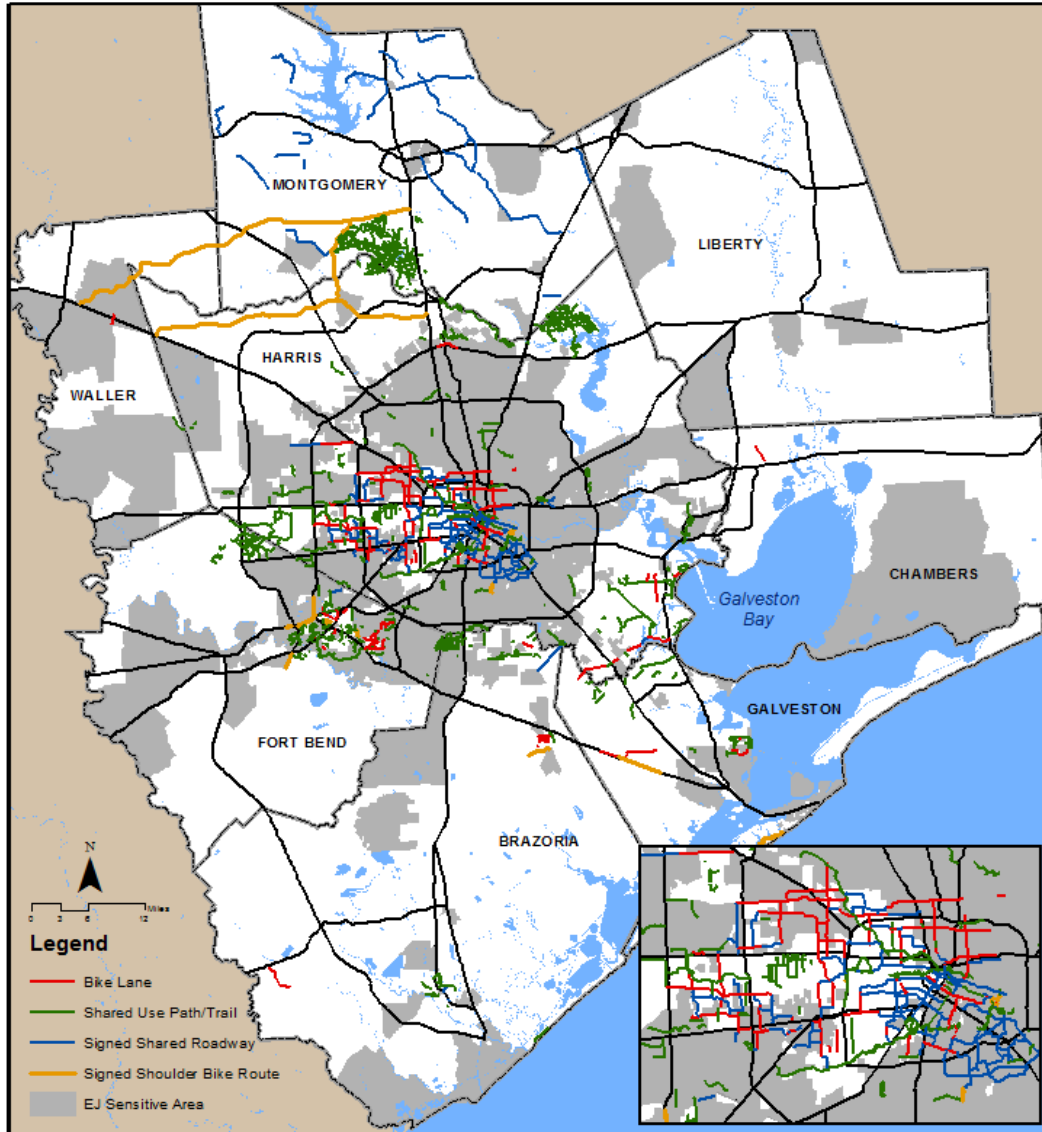 MONTGOMERY
LIBERTY
HARRIS
WALLER
CHAMBERS
Galveston
Bay
GALVESTON
FORT BEND
BRAZORIA
N
0 3 6 12 Miles
Legend
Bike Lane
Shared Use Path/Trail
Signed Shared Roadway
Signed Shoulder Bike Route
EJ Sensitive Area